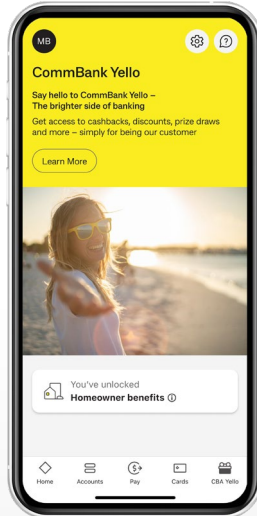 MB
CommBank Yello
Say hello to CommBank Yello –
The brighter side of banking
Get access to cashbacks, discounts, prize draws
and more – simply for being our customer
Learn More
You've unlocked
Homeowner benefits
Home
Accounts
Pay
Cards
CBA Yello